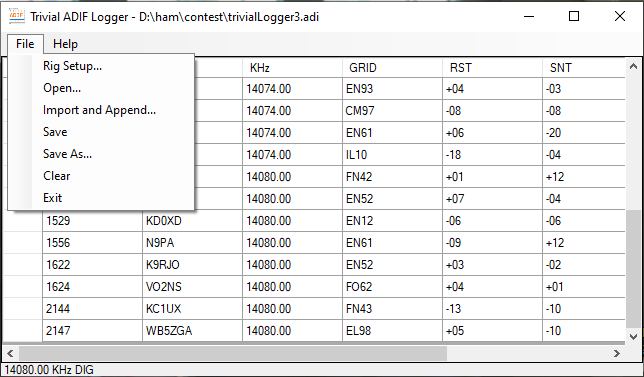 Trivial ADIF Logger - D:\ham\contest\trivialLogger3.adi
File Help
KHz GRID RST SNT
Rig Setup...
14074.00 EN93 +04 -03
Open...
14074.00 CM97 -08 -08
Import and Append...
14074.00 EN61 +06 -20
Save
14074.00 IL10 -18 -04
Save As...
14080.00 FN42 +01 +12
Clear
14080.00 EN52 +07 -04
Exit
1529 KD0XD 14080.00 EN12 -06 -06
1556 N9PA 14080.00 EN61 -09 +12
1622 K9RJO 14080.00 EN52 +03 -02
1624 VO2NS 14080.00 FO62 +04 +01
2144 KC1UX 14080.00 FN43 -13 -10
2147 WB5ZGA 14080.00 EL98 +05 -10
14080.00 KHz DIG